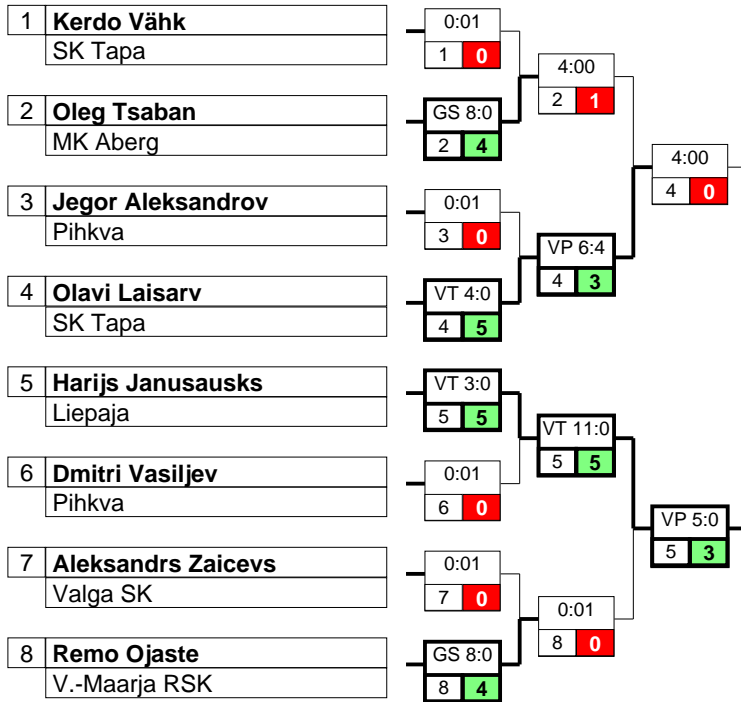 1 Kerdo Vähk
SK Tapa
2 Oleg Tsaban
MK Aberg
3 Jegor Aleksandrov
Pihkva
4 Olavi Laisarv
SK Tapa
5 Harijs Janusausks
Liepaja
6 Dmitri Vasiljev
Pihkva
7 Aleksandrs Zaicevs
Valga SK
8 Remo Ojaste
V.-Maarja RSK
0:01
1 0
GS 8:0
2 4
0:01
3 0
VT 4:0
4 5
VT 3:0
5 5
0:01
6 0
0:01
7 0
GS 8:0
8 4
4:00
2 1
VP 6:4
4 3
VT 11:0
5 5
0:01
8 0
4:00
4 0
VP 5:0
5 3